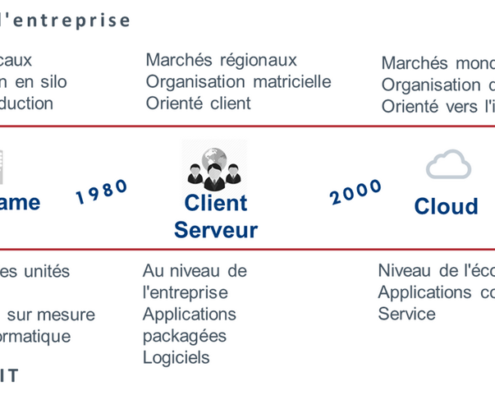 l'entreprise
caux
n en silo
duction
Marchés régionaux
Organisation matricielle
Orienté client
Marchés mond
Organisation d
Orienté vers l'i
ame
1980
Client
Serveur
2000
Cloud
es unités
sur mesure
ormatique
Au niveau de
l'entreprise
Applications
packagées
Logiciels
Niveau de l'éco
Applications co
Service
IT